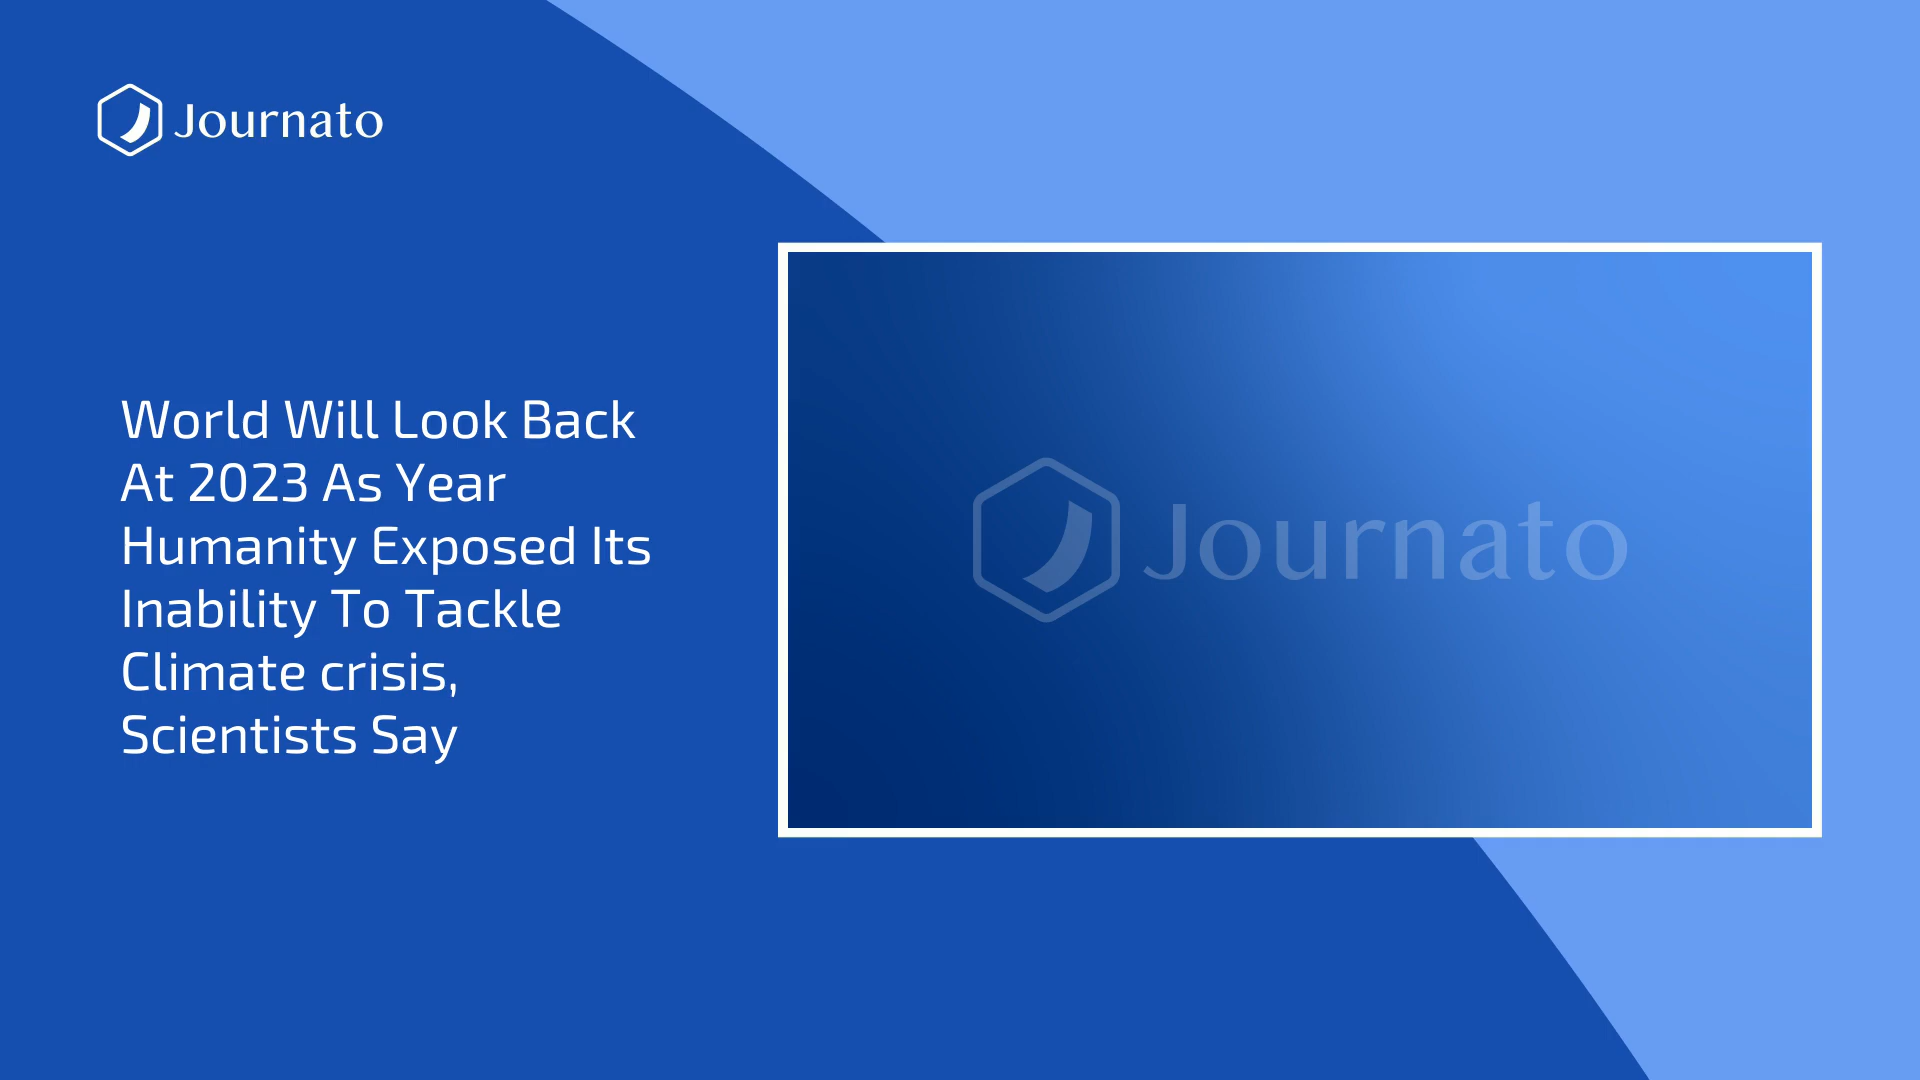 Journato
World Will Look Back
At 2023 As Year
Humanity Exposed Its
Inability To Tackle
Climate crisis,
Scientists Say
Journato